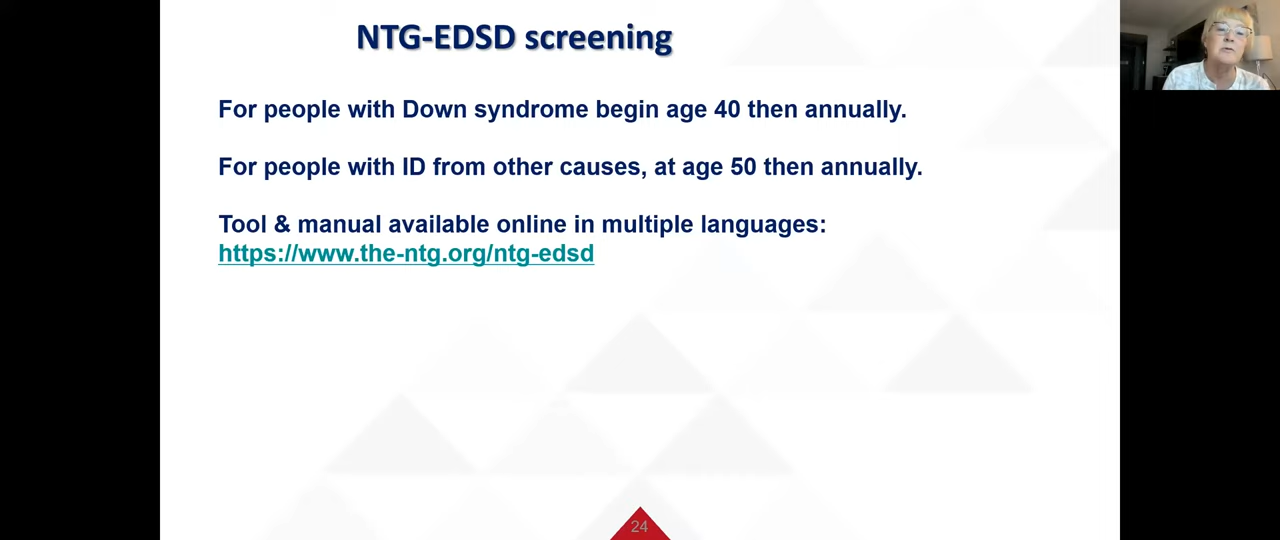 NTG-EDSD screening
For people with Down syndrome begin age 40 then annually.
For people with ID from other causes, at age 50 then annually.
Tool & manual available online in multiple languages:
https://www.the-ntg.org/ntg-edsd
24